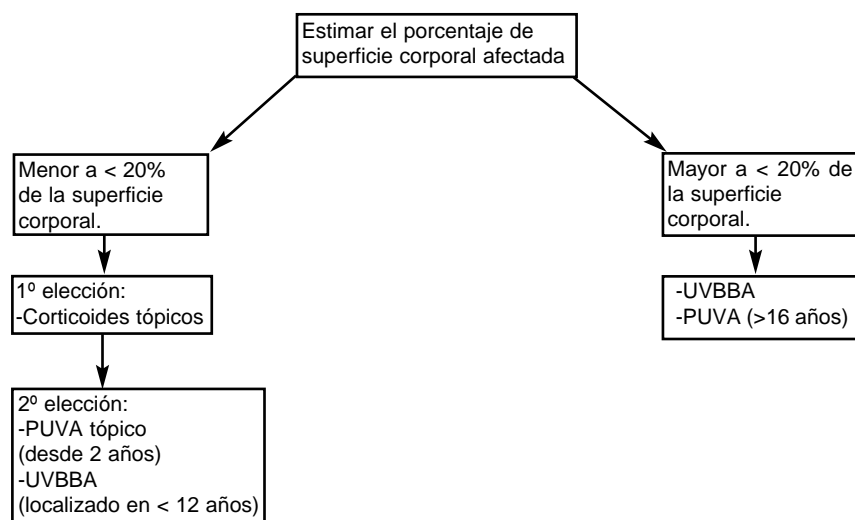 Estimar el porcentaje de
superficie corporal afectada
Menor a < 20%
de la superficie
corporal.
Mayor a < 20% de
la superficie
corporal.
1º elección:
-Corticoides tópicos
-UVBBA
-PUVA (>16 años)
2º elección:
-PUVA tópico
(desde 2 años)
-UVBBA
(localizado en < 12 años)